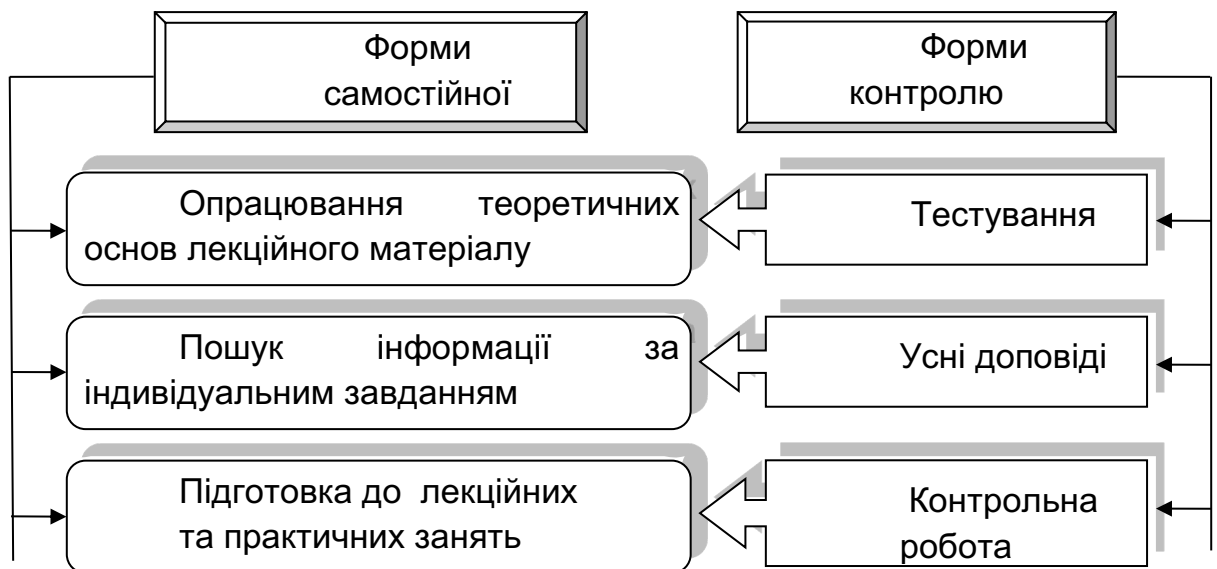 Форми
самостійної
Форми
контролю
Опрацювання теоретичних
основ лекційного матеріалу
Тестування
Пошук інформації за
індивідуальним завданням
Усні доповіді
Підготовка до лекційних
та практичних занять
Контрольна
робота